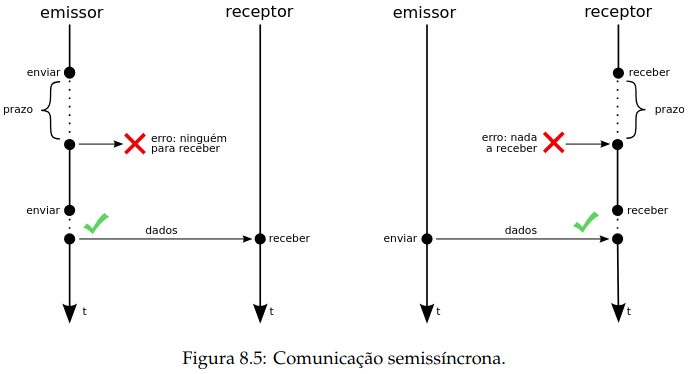 emissor
receptor
enviar
prazo
erro: ninguém
para receber
enviar
dados
receber
t
t
emissor
receptor
receber
prazo
erro: nada
a receber
receber
enviar
dados
t
t
Figura 8.5: Comunicação semissíncrona.